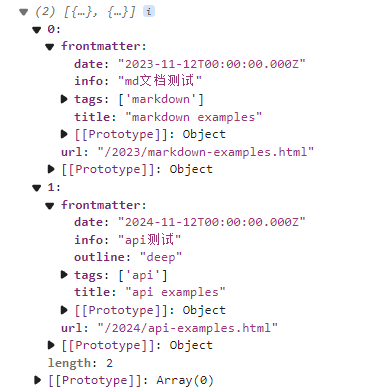 (2) [{…}, {…}] i
0:
frontmatter:
date: "2023-11-12T00:00:00.000Z"
info: "md文档测试"
tags: ['markdown']
title: "markdown examples"
[[Prototype]]: Object
url: "/2023/markdown-examples.html"
[[Prototype]]: Object
1:
frontmatter:
date: "2024-11-12T00:00:00.000Z"
info: "api测试"
outline: "deep"
tags: ['api']
title: "api examples"
[[Prototype]]: Object
url: "/2024/api-examples.html"
[[Prototype]]: Object
length: 2
[[Prototype]]: Array(0)